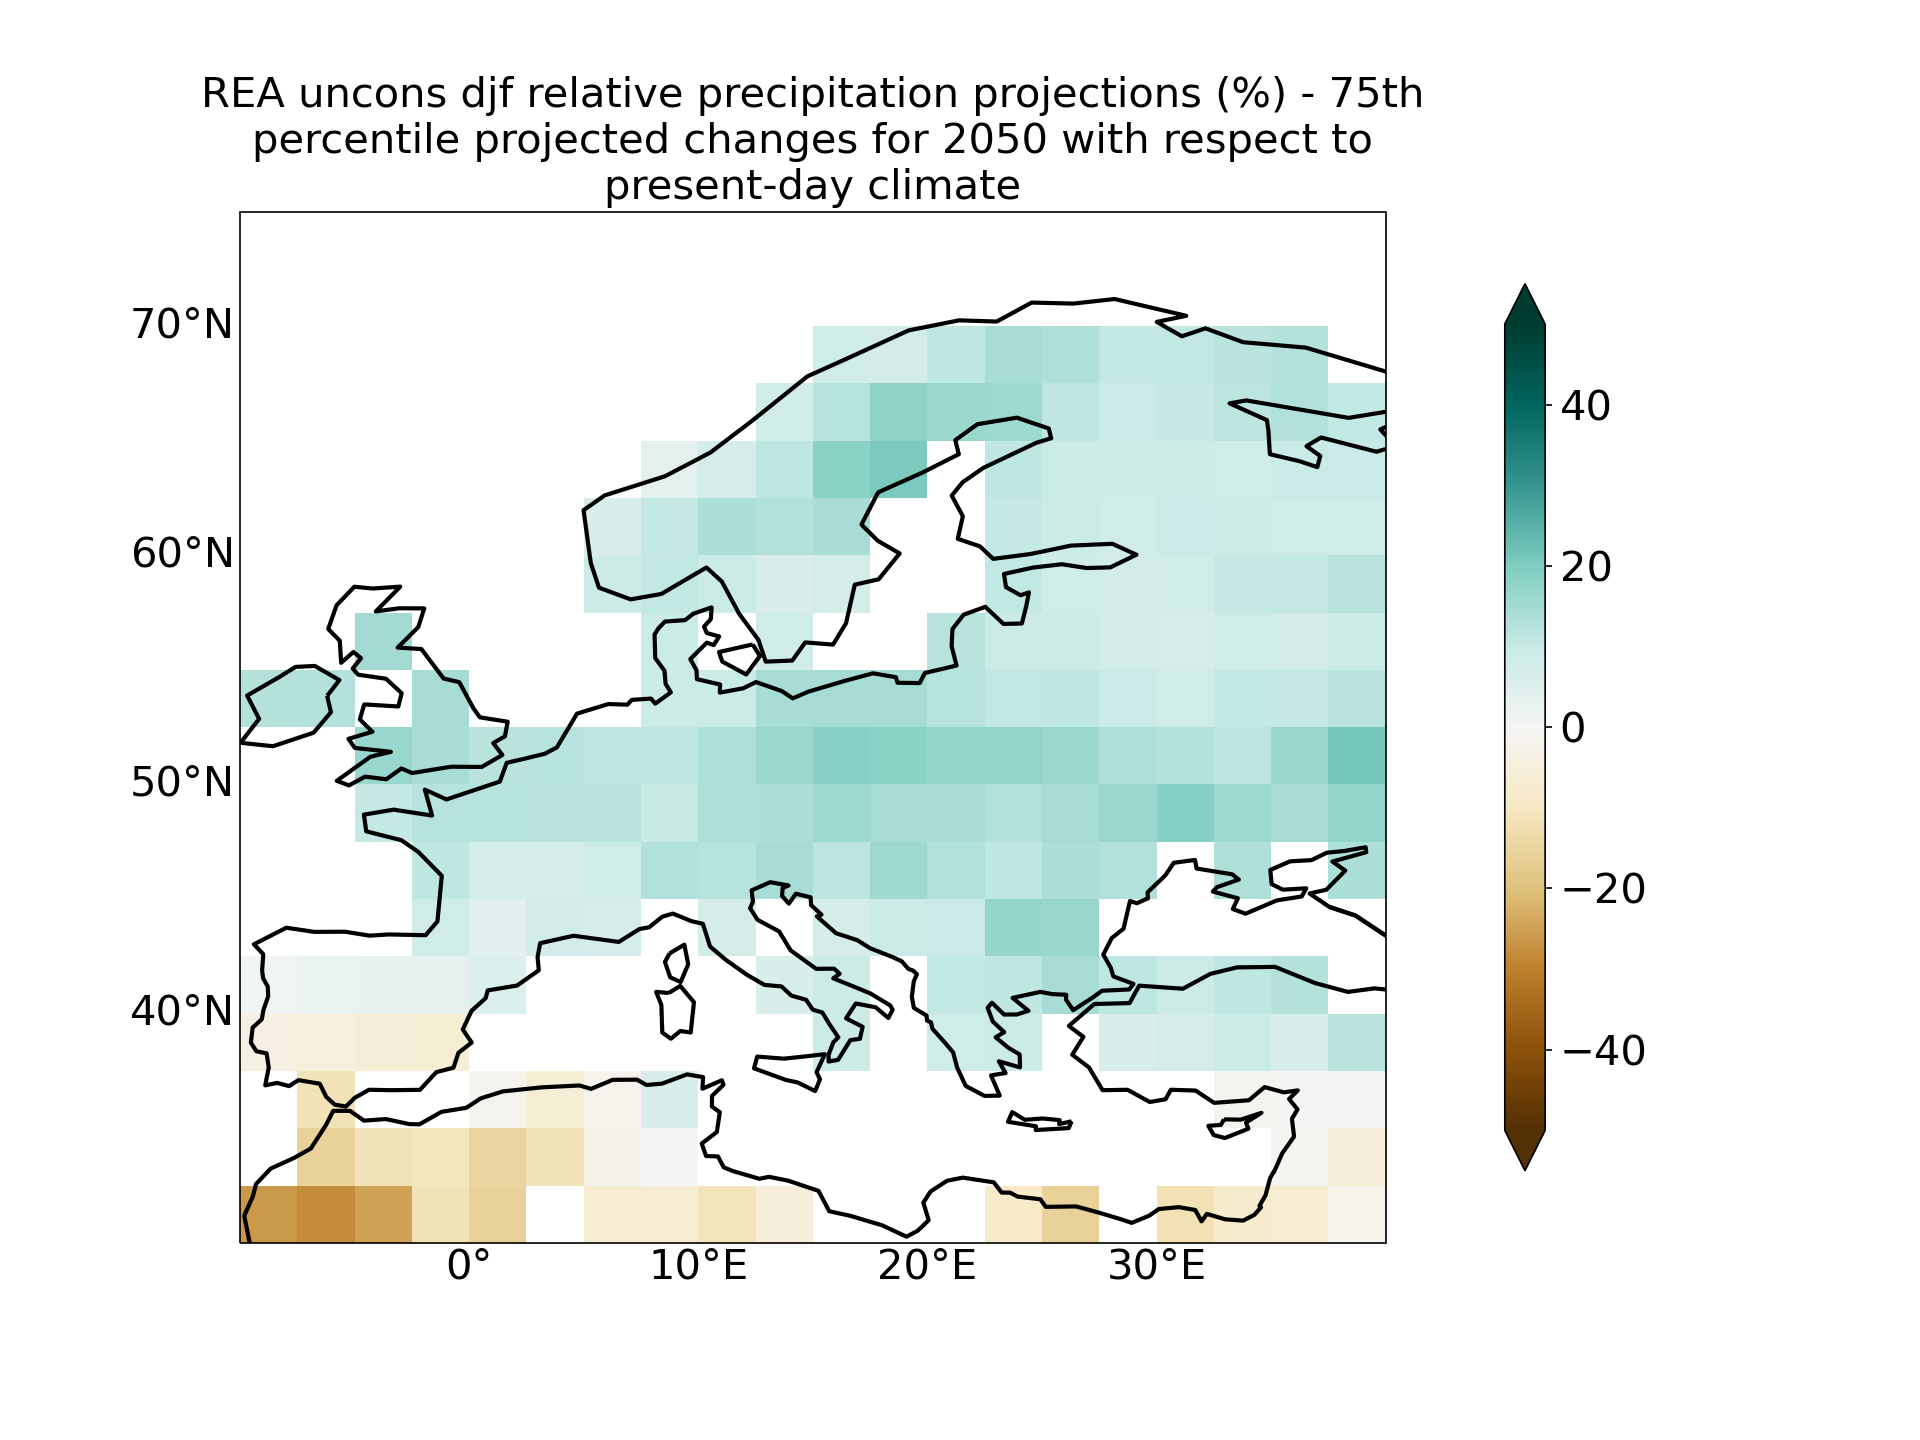 REA uncons djf relative precipitation projections (%) - 75th
percentile projected changes for 2050 with respect to
present-day climate
70°N
60°N
50°N
40°N
0°
10°E
20°E
30°E
40
20
0
−20
−40